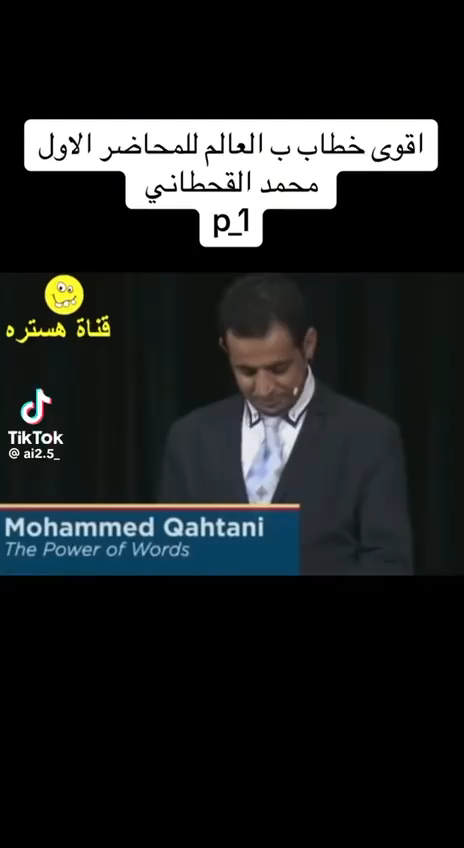 اقوى خطاب ب العالم للمحاضر الاول
محمد القحطاني
p_1
قناة هستره
TikTok
@ ai2.5_
Mohammed Qahtani
The Power of Words